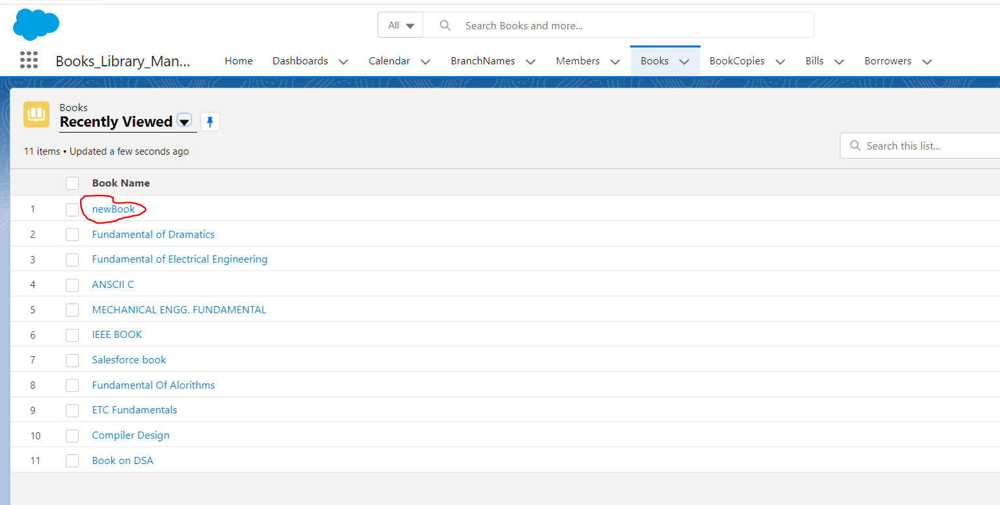 All
Search Books and more...
Books_Library_Man... Home Dashboards Calendar BranchNames Members Books BookCopies Bills Borrowers
Books
Recently Viewed
11 items • Updated a few seconds ago
Search this list...
Book Name
1 newBook
2 Fundamental of Dramatics
3 Fundamental of Electrical Engineering
4 ANSCII C
5 MECHANICAL ENGG. FUNDAMENTAL
6 IEEE BOOK
7 Salesforce book
8 Fundamental Of Alorithms
9 ETC Fundamentals
10 Compiler Design
11 Book on DSA